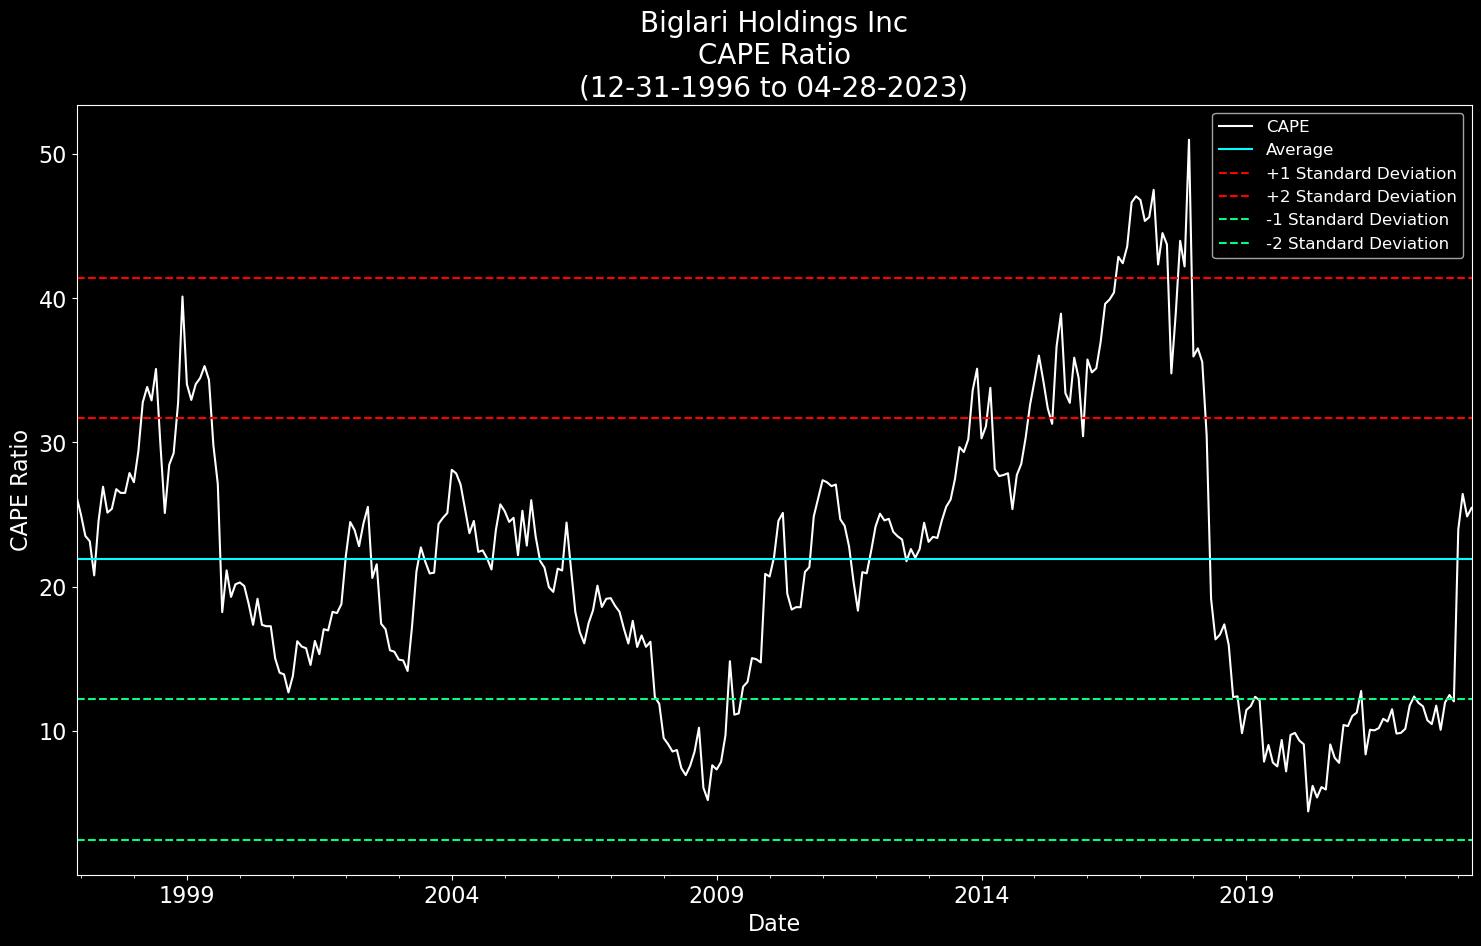 Biglari Holdings Inc
CAPE Ratio
(12-31-1996 to 04-28-2023)
CAPE
Average
+1 Standard Deviation
+2 Standard Deviation
-1 Standard Deviation
-2 Standard Deviation
50
40
30
20
10
CAPE Ratio
1999
2004
2009
2014
2019
Date